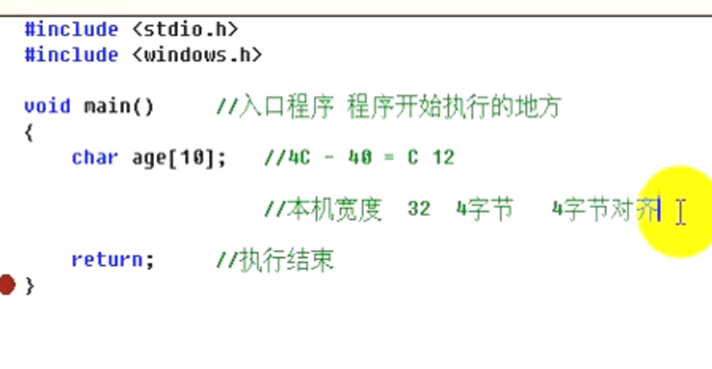 #include <stdio.h>
#include <windows.h>
void main() //入口程序 程序开始执行的地方
{
char age[10]; //4C - 40 = C 12
//本机宽度 32 4字节 4字节对齐
return; //执行结束
}